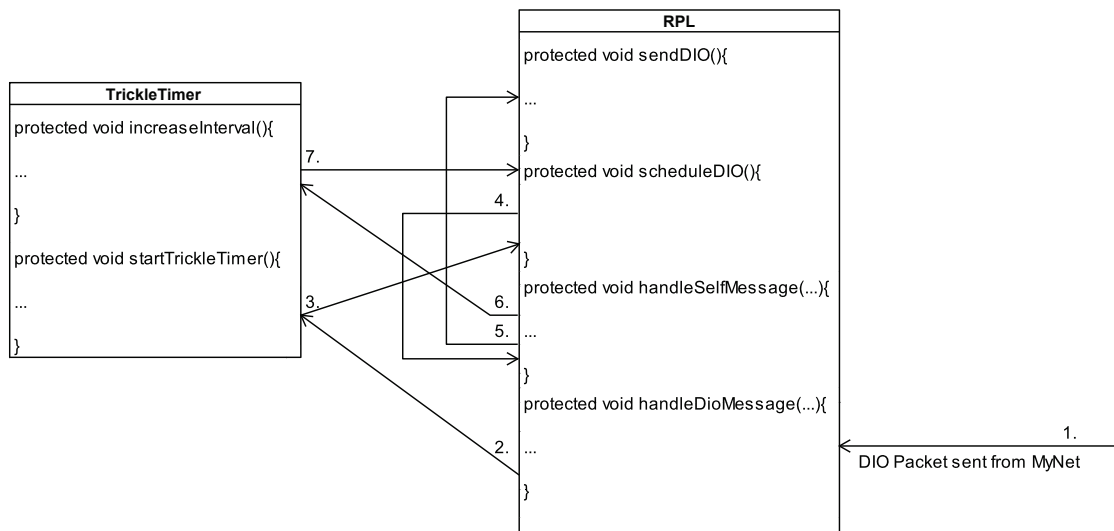 TrickleTimer
protected void increaseInterval(){
...
}
protected void startTrickleTimer(){
...
}
7.
4.
3.
6.
5.
2.
RPL
protected void sendDIO(){
...
}
protected void scheduleDIO(){
}
protected void handleSelfMessage(...){
...
}
protected void handleDioMessage(...){
...
}
1.
DIO Packet sent from MyNet